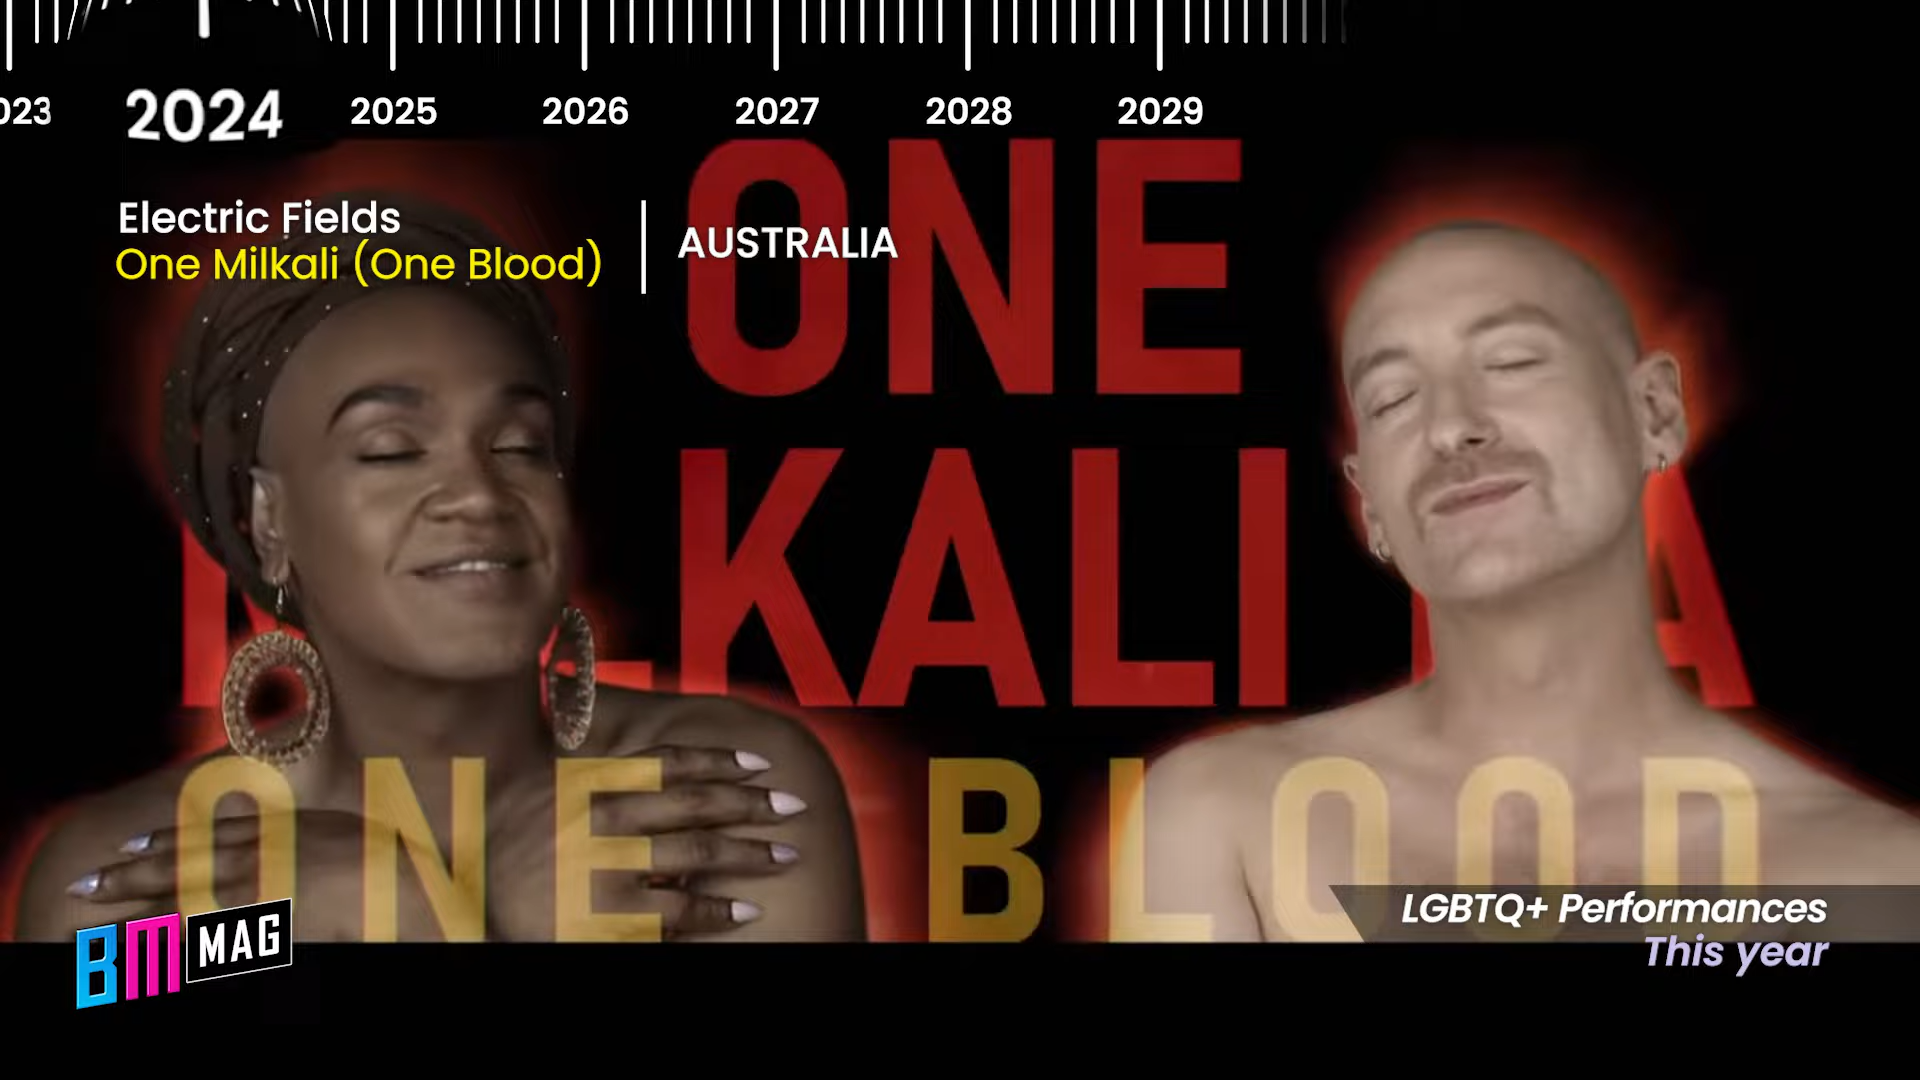 023 2024 2025 2026 2027 2028 2029
Electric Fields
One Milkali (One Blood)
AUSTRALIA
ONE
KALI
ONE BLOOD
LGBTQ+ Performances
This year
BM MAG